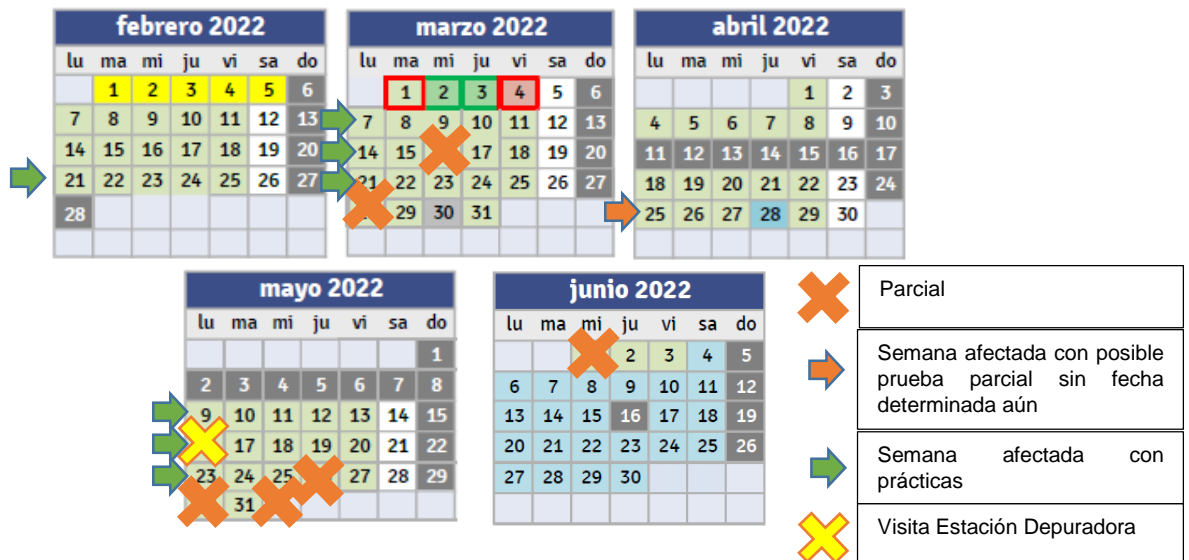 febrero 2022
lu ma mi ju vi sa do
1 2 3 4 5 6
7 8 9 10 11 12 13
14 15 16 17 18 19 20
21 22 23 24 25 26 27
28
marzo 2022
lu ma mi ju vi sa do
1 2 3 4 5 6
7 8 9 10 11 12 13
14 15 17 18 19 20
21 22 23 24 25 26 27
29 30 31
abril 2022
lu ma mi ju vi sa do
1 2 3
4 5 6 7 8 9 10
11 12 13 14 15 16 17
18 19 20 21 22 23 24
25 26 27 28 29 30
mayo 2022
lu ma mi ju vi sa do
1
2 3 4 5 6 7 8
9 10 11 12 13 14 15
17 18 19 20 21 22
23 24 25 27 28 29
31
junio 2022
lu ma mi ju vi sa do
2 3 4 5
6 7 8 9 10 11 12
13 14 15 16 17 18 19
20 21 22 23 24 25 26
27 28 29 30
Parcial
Semana afectada con posible
prueba parcial sin fecha
determinada aún
Semana afectada con
prácticas
Visita Estación Depuradora